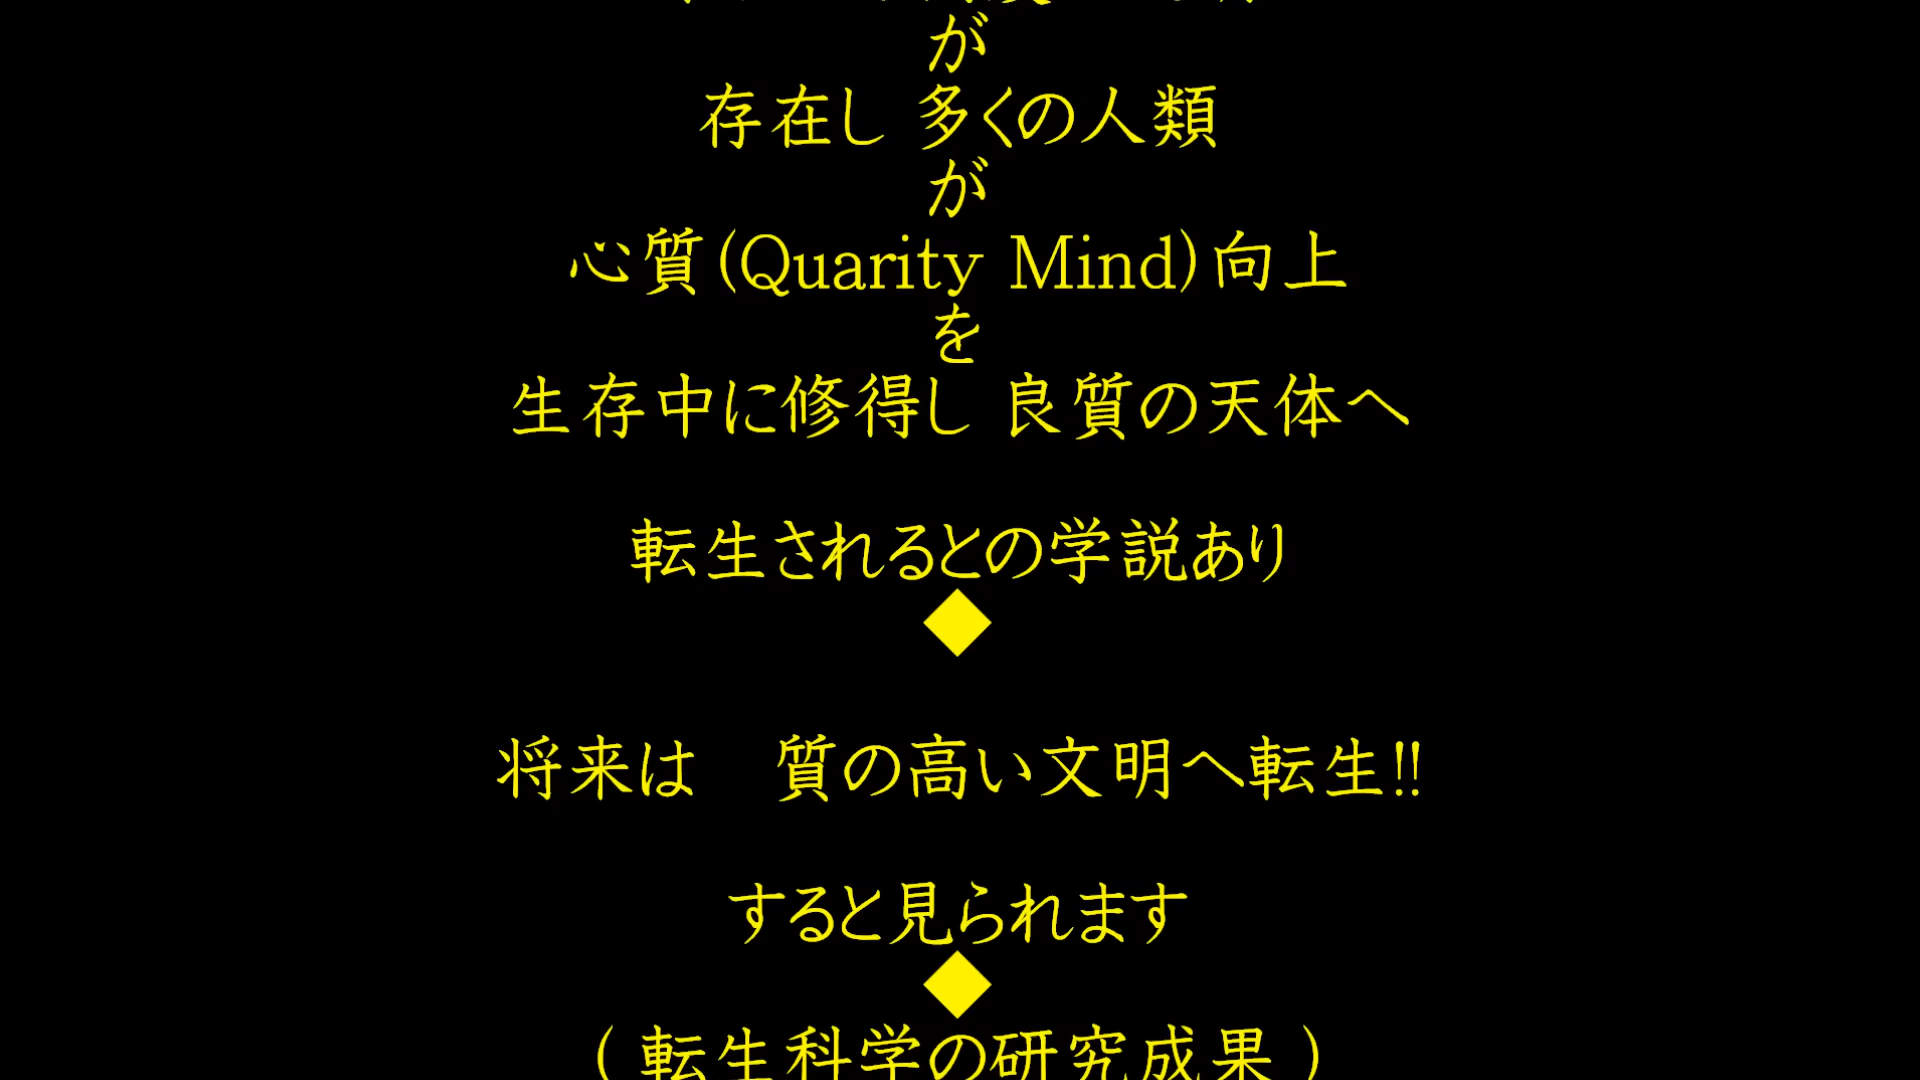 が
存在し 多くの人類
が
心質(Quarity Mind)向上
を
生存中に修得し 良質の天体へ
転生されるとの学説あり
◆
将来は　質の高い文明へ転生!!
すると見られます
◆
( 転生科学の研究成果 )